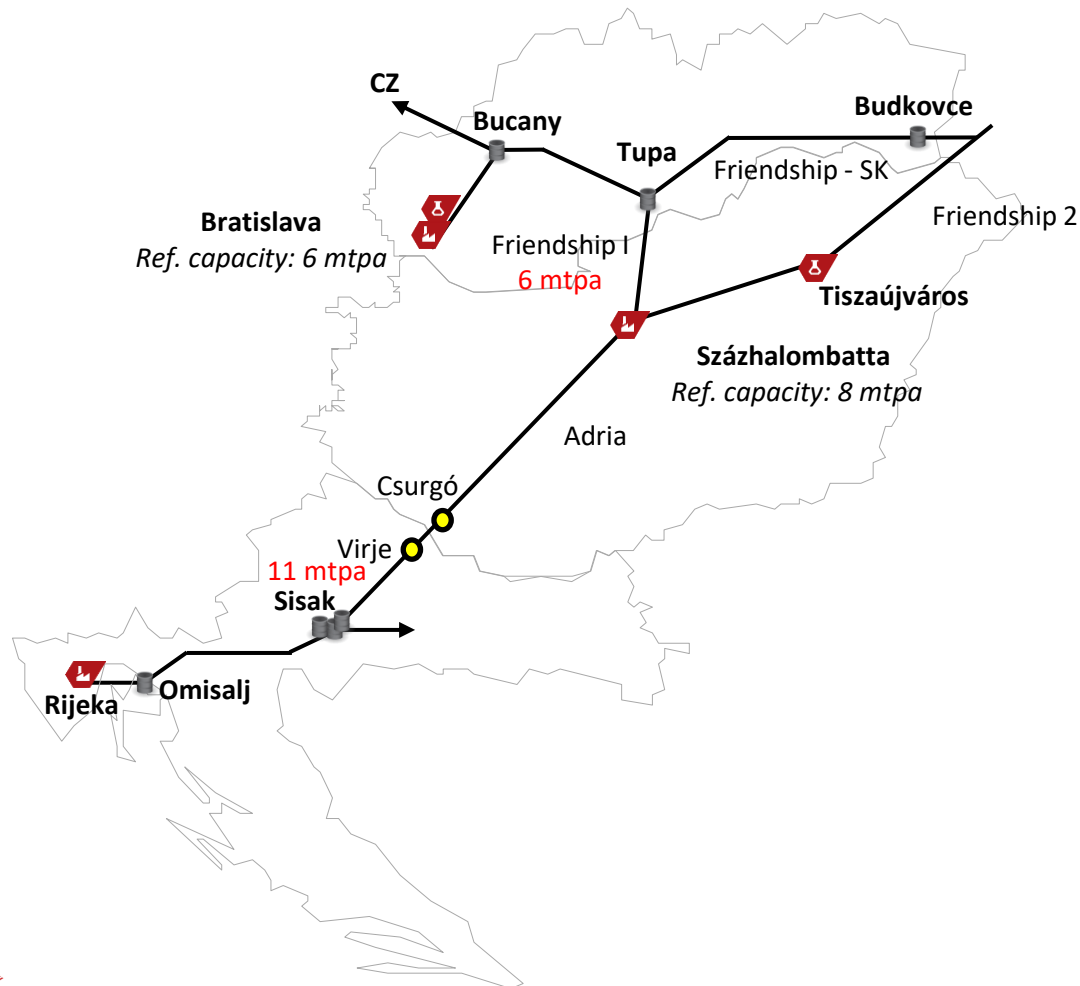 CZ
Bucany
Budkovce
Tupa
Friendship - SK
Bratislava
Ref. capacity: 6 mtpa
Friendship I
6 mtpa
Friendship 2
Tiszaújváros
Százhalombatta
Ref. capacity: 8 mtpa
Adria
Csurgó
Virje
11 mtpa
Sisak
Rijeka
Omisalj